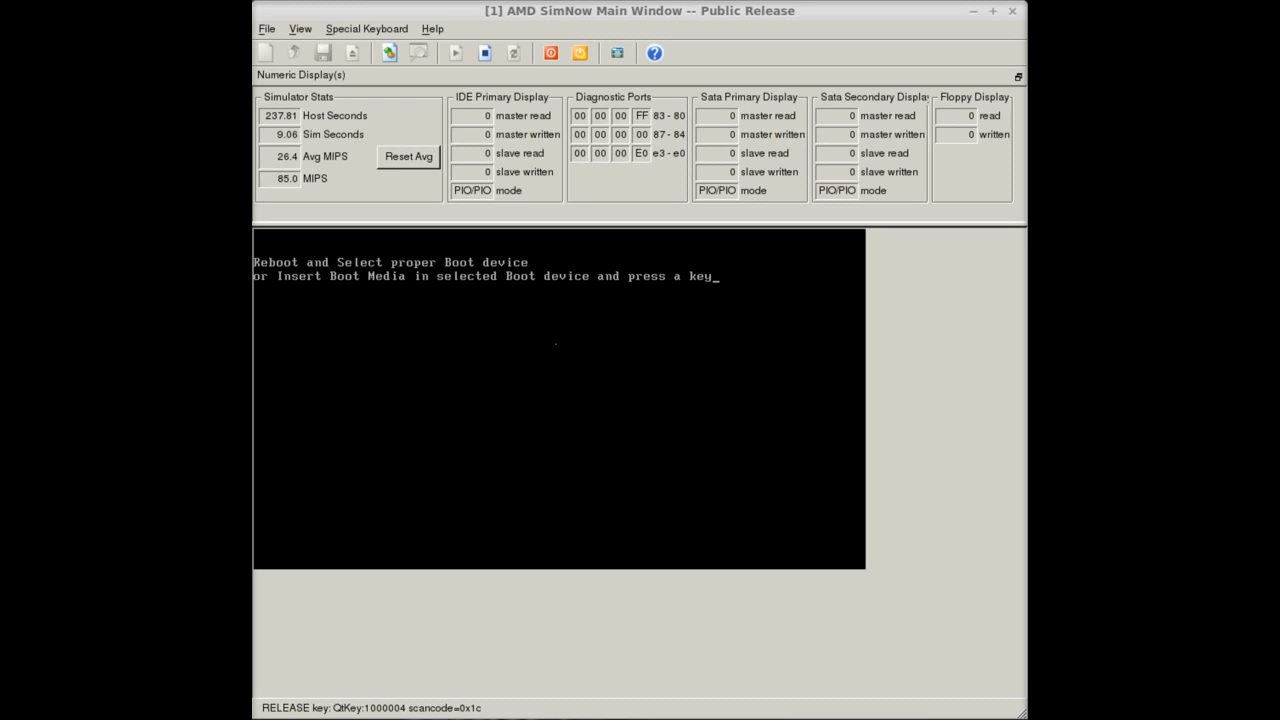 [1] AMD SimNow Main Window -- Public Release
File View Special Keyboard Help
Numeric Display(s)
Simulator Stats
237.81 Host Seconds
9.06 Sim Seconds
26.4 Avg MIPS Reset Avg
85.0 MIPS
IDE Primary Display
0 master read
0 master written
0 slave read
0 slave written
PIO/PIO mode
Diagnostic Ports
00 00 00 FF 83 - 80
00 00 00 00 87 - 84
00 00 00 E0 e3 - e0
Sata Primary Display
0 master read
0 master written
0 slave read
0 slave written
PIO/PIO mode
Sata Secondary Display
0 master read
0 master written
0 slave read
0 slave written
PIO/PIO mode
Floppy Display
0 read
0 written
Reboot and Select proper Boot device
or Insert Boot Media in selected Boot device and press a key_
RELEASE key: QtKey:1000004 scancode=0x1c